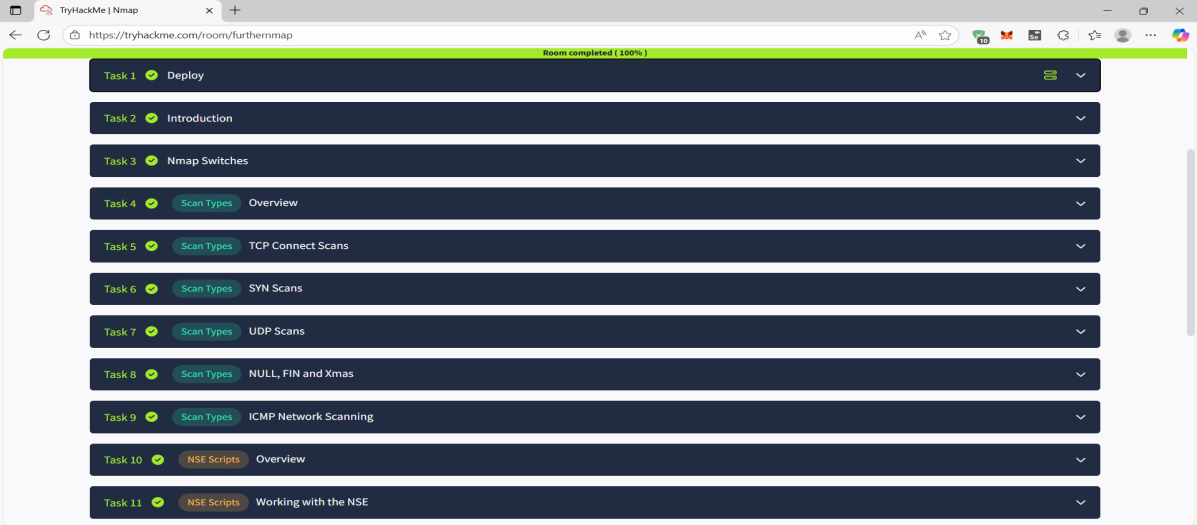 TryHackMe | Nmap
https://tryhackme.com/room/furthernmap
10
Se
Room completed ( 100% )
Task 1 Deploy
Task 2 Introduction
Task 3 Nmap Switches
Task 4 Scan Types Overview
Task 5 Scan Types TCP Connect Scans
Task 6 Scan Types SYN Scans
Task 7 Scan Types UDP Scans
Task 8 Scan Types NULL, FIN and Xmas
Task 9 Scan Types ICMP Network Scanning
Task 10 NSE Scripts Overview
Task 11 NSE Scripts Working with the NSE